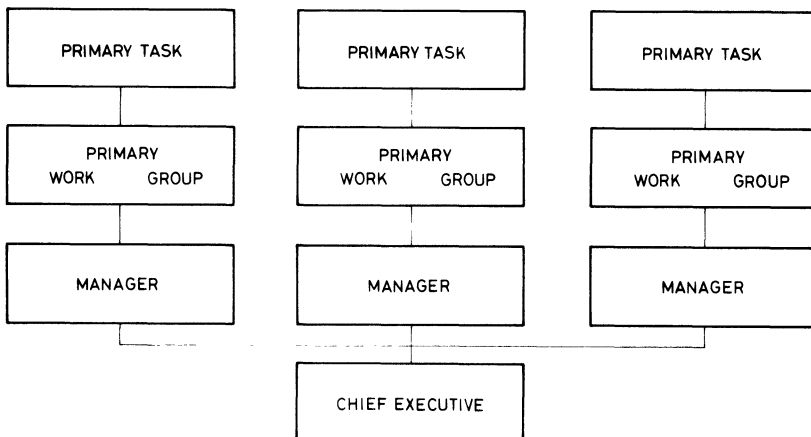 PRIMARY TASK
PRIMARY TASK
PRIMARY TASK
PRIMARY
WORK GROUP
PRIMARY
WORK GROUP
PRIMARY
WORK GROUP
MANAGER
MANAGER
MANAGER
CHIEF EXECUTIVE